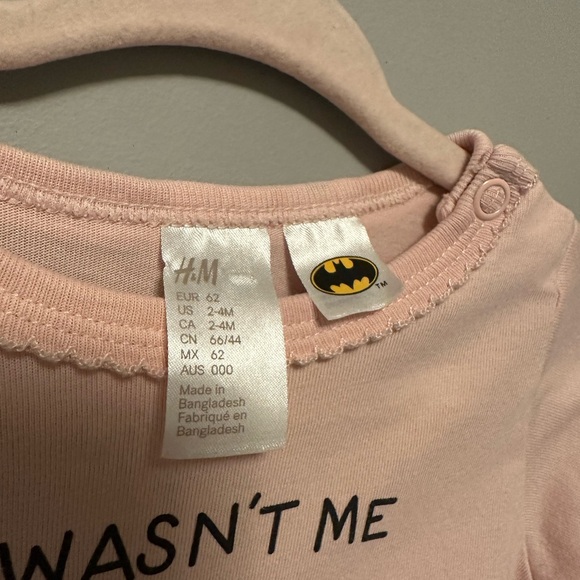 H&M
EUR 62
US 2-4M
CA 2-4M
CN 66/44
MX 62
AUS 000
Made in
Bangladesh
Fabriqué en
Bangladesh
TM
WASN'T ME